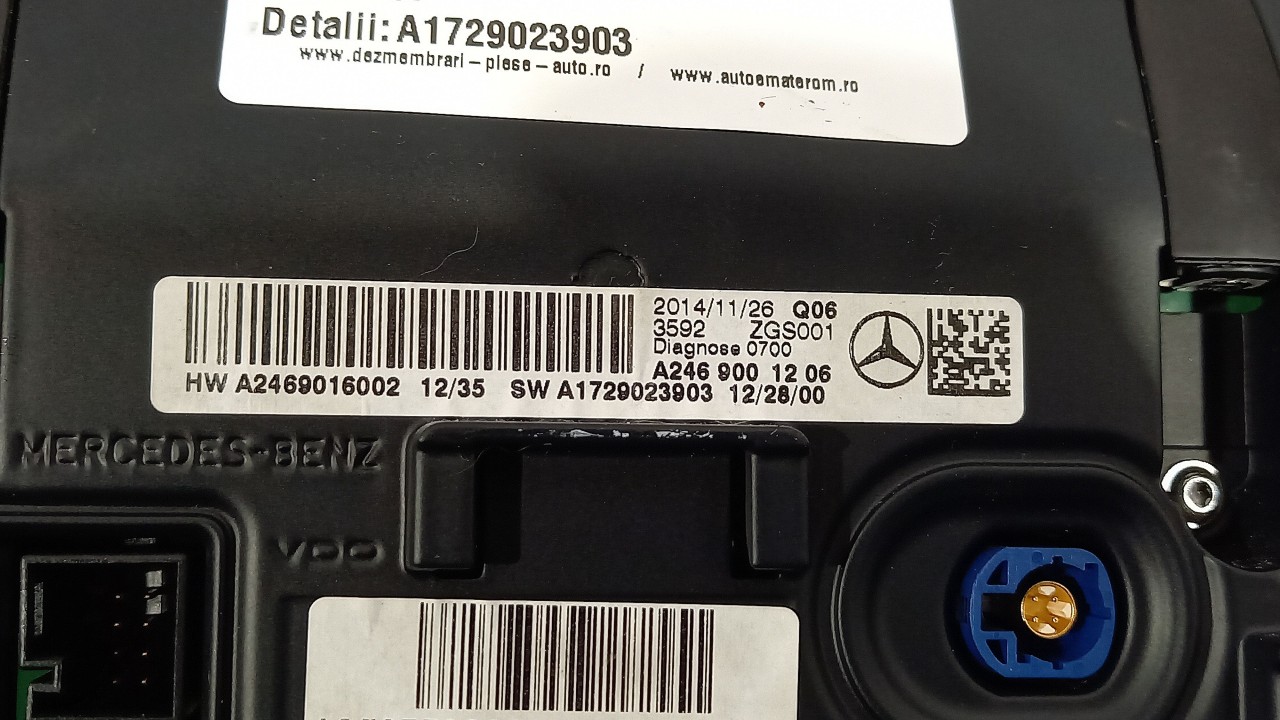 Detalii: A1729023903
www.dezmembrari-piese-auto.ro / www.autoematerom.ro
2014/11/26 Q06
3592 ZGS001
Diagnose 0700
A246 900 12 06
HW A2469016002 12/35 SW A1729023903 12/28/00
MERCEDES-BENZ
VDO